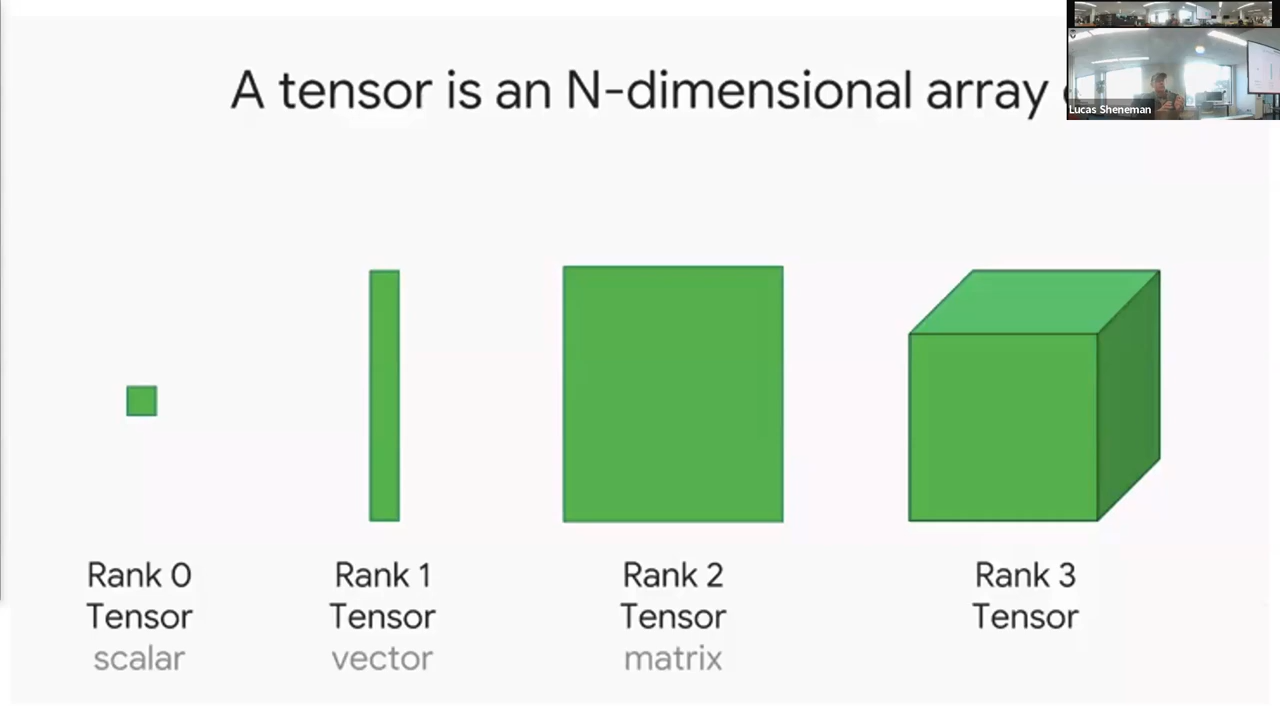 A tensor is an N-dimensional array
Lucas Sheneman
Rank 0
Tensor
scalar
Rank 1
Tensor
vector
Rank 2
Tensor
matrix
Rank 3
Tensor